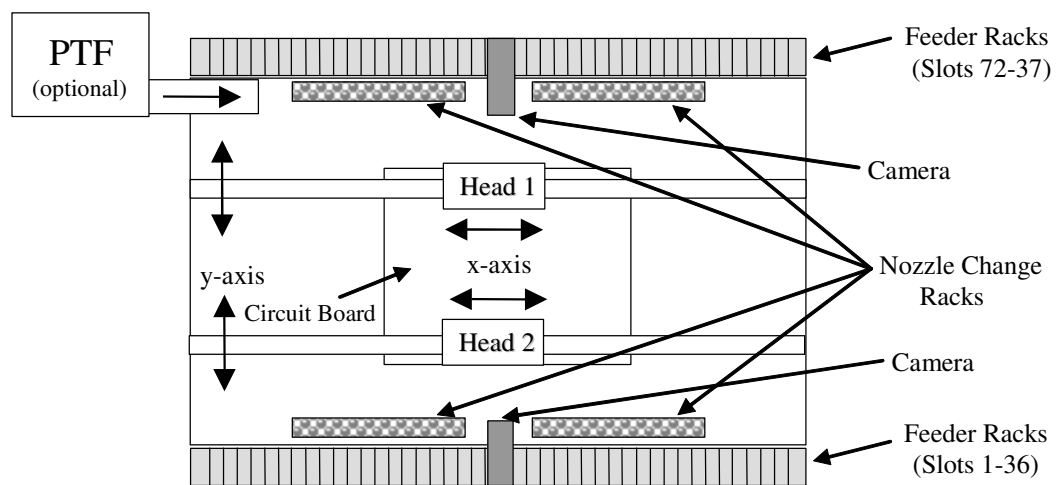 PTF
(optional)
Feeder Racks
(Slots 72-37)
Camera
Head 1
x-axis
y-axis
Circuit Board
Nozzle Change
Racks
Head 2
Camera
Feeder Racks
(Slots 1-36)